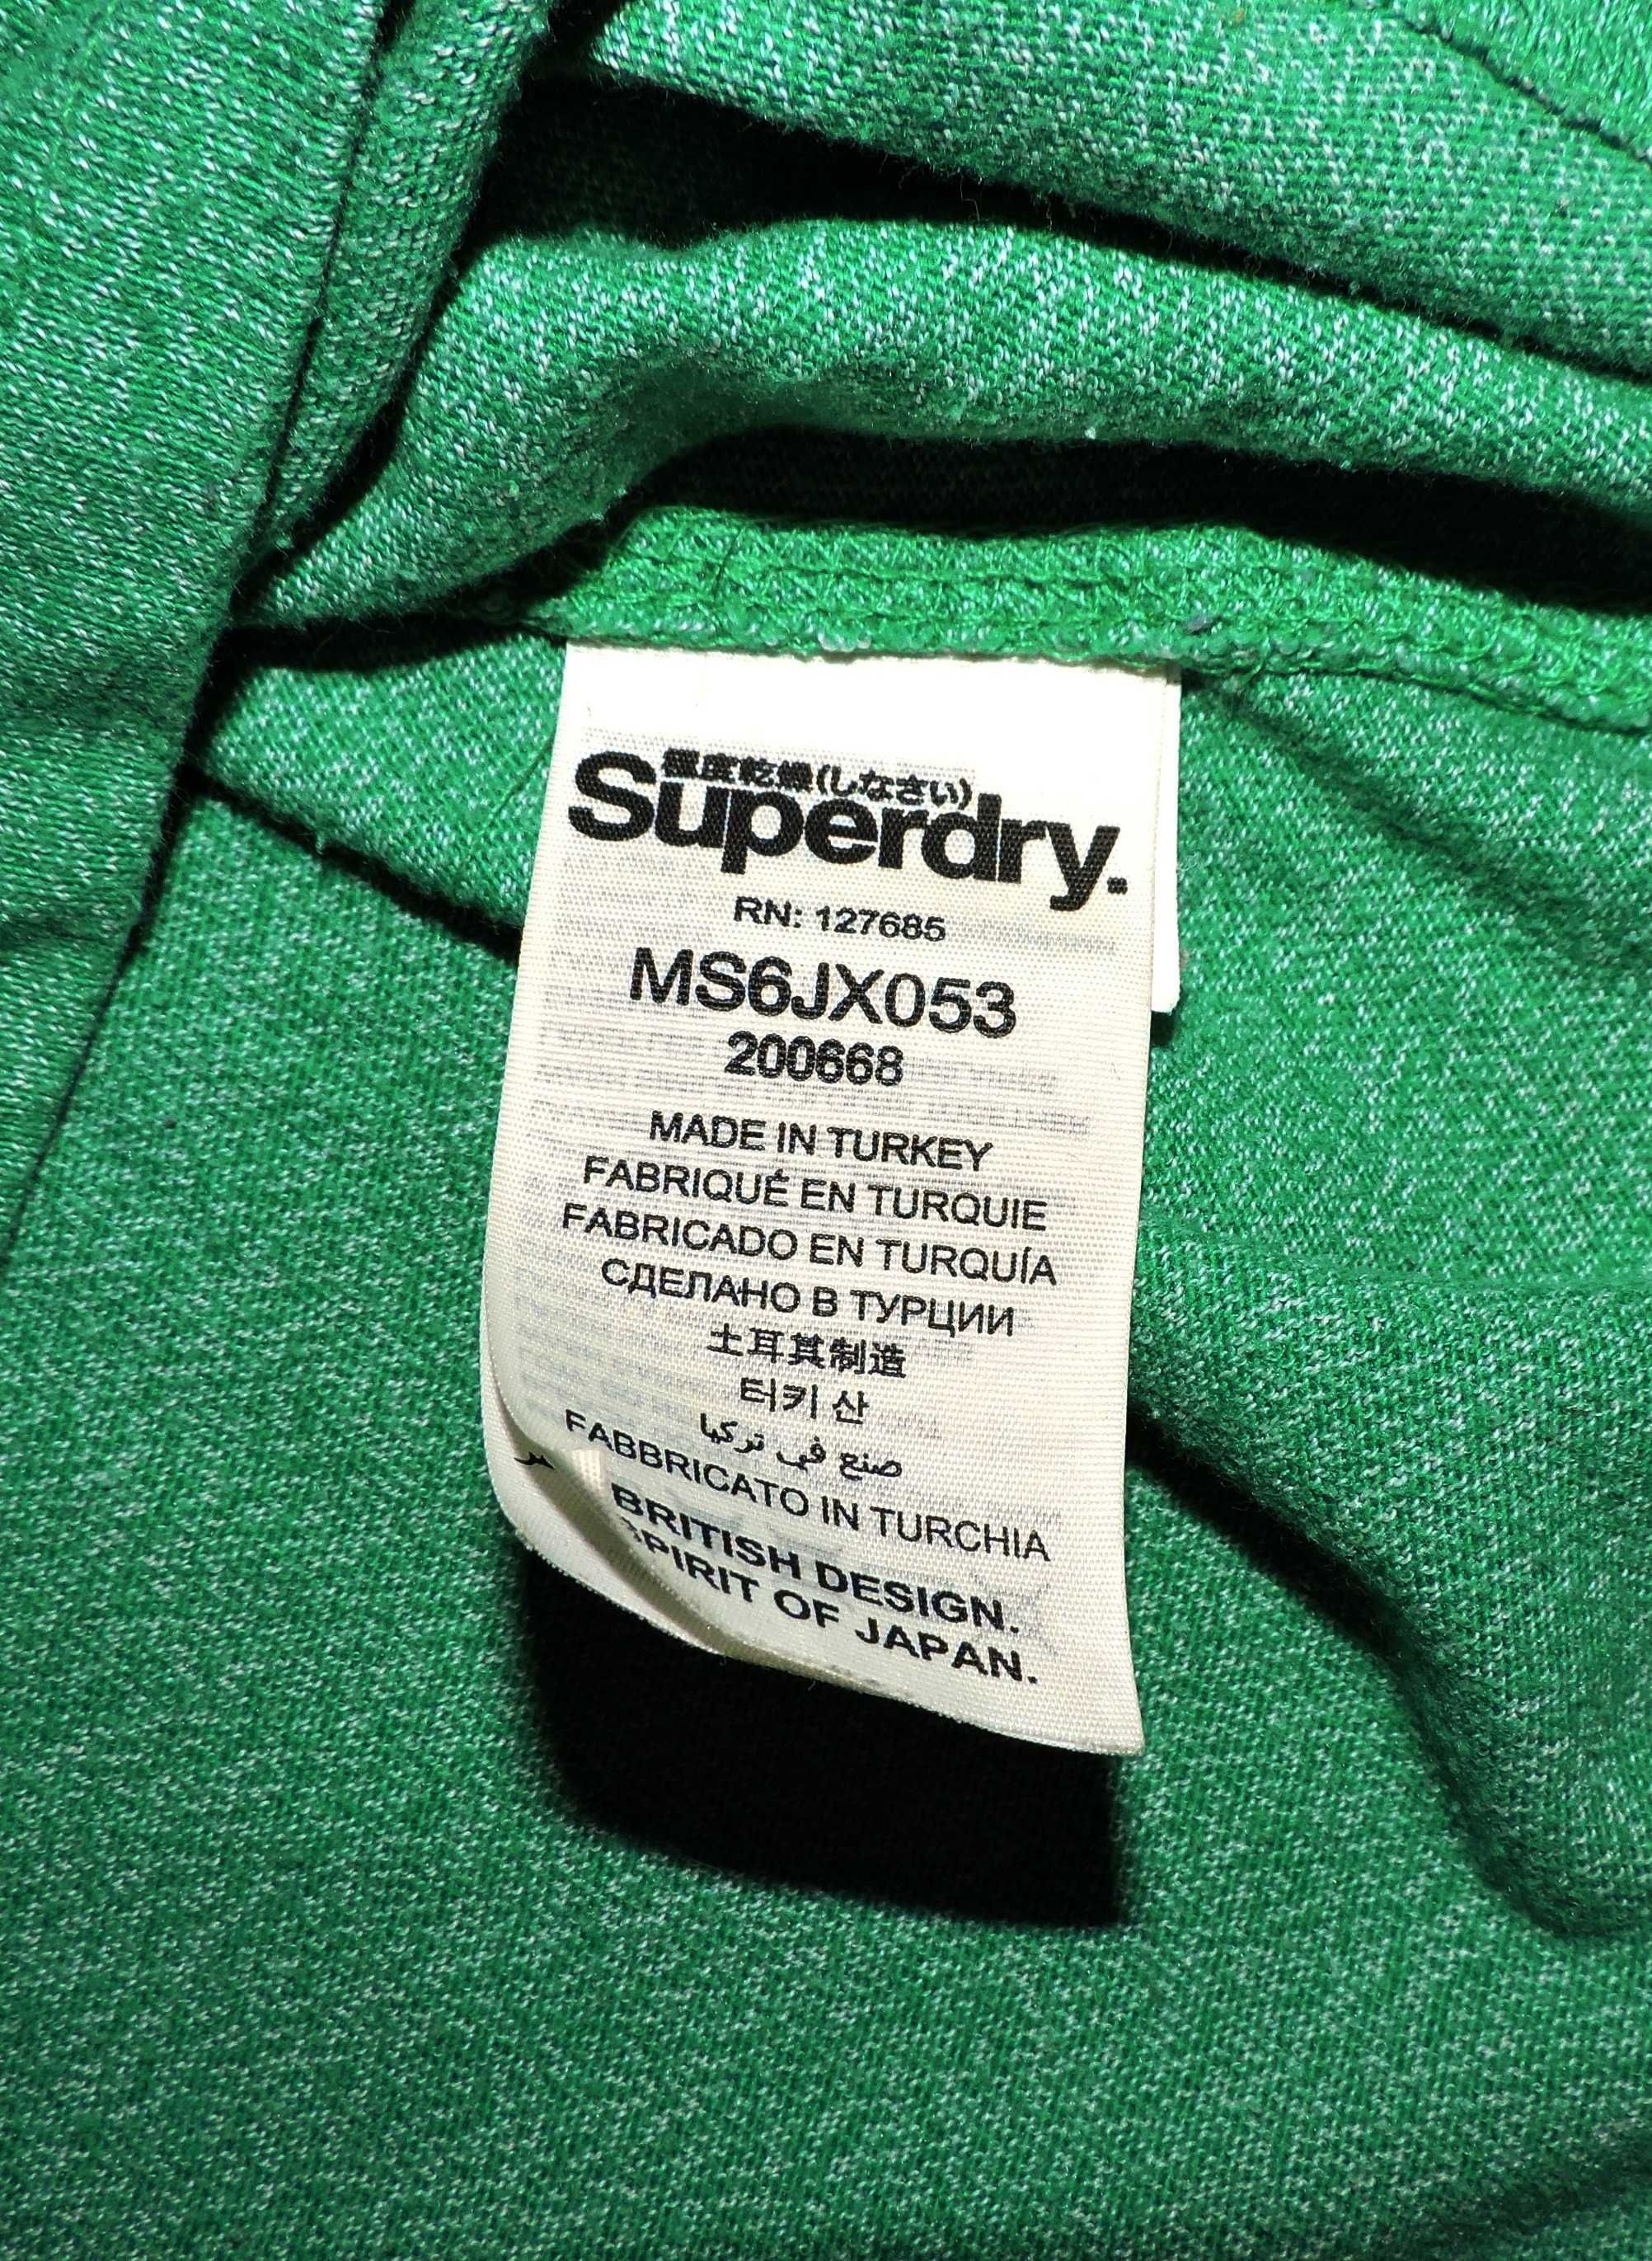 極度乾燥(しなさい)
Superdry.
RN: 127685
MS6JX053
200668
MADE IN TURKEY
FABRIQUÉ EN TURQUIE
FABRICADO EN TURQUÍA
СДЕЛАНО В ТУРЦИИ
土耳其制造
터키 산
صنع في تركيا
FABBRICATO IN TURCHIA
BRITISH DESIGN.
SPIRIT OF JAPAN.